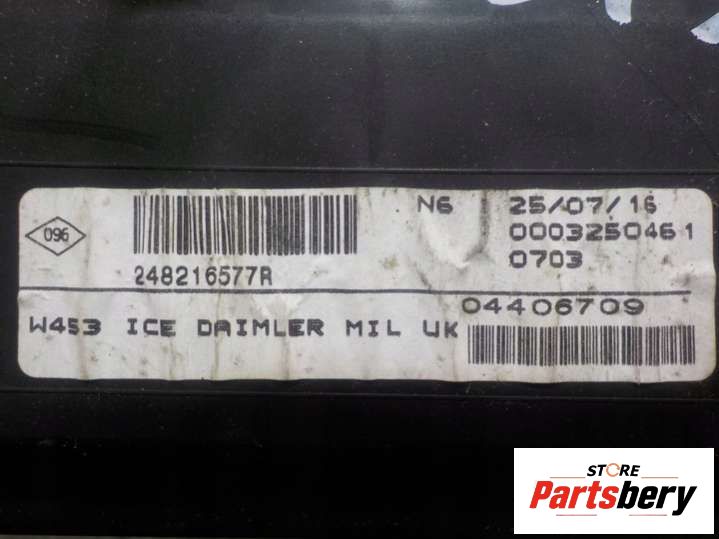 096
248216577R
N6 25/07/16
0003250461
0703
04406709
W453 ICE DAIMLER MIL UK
STORE
Partsbery